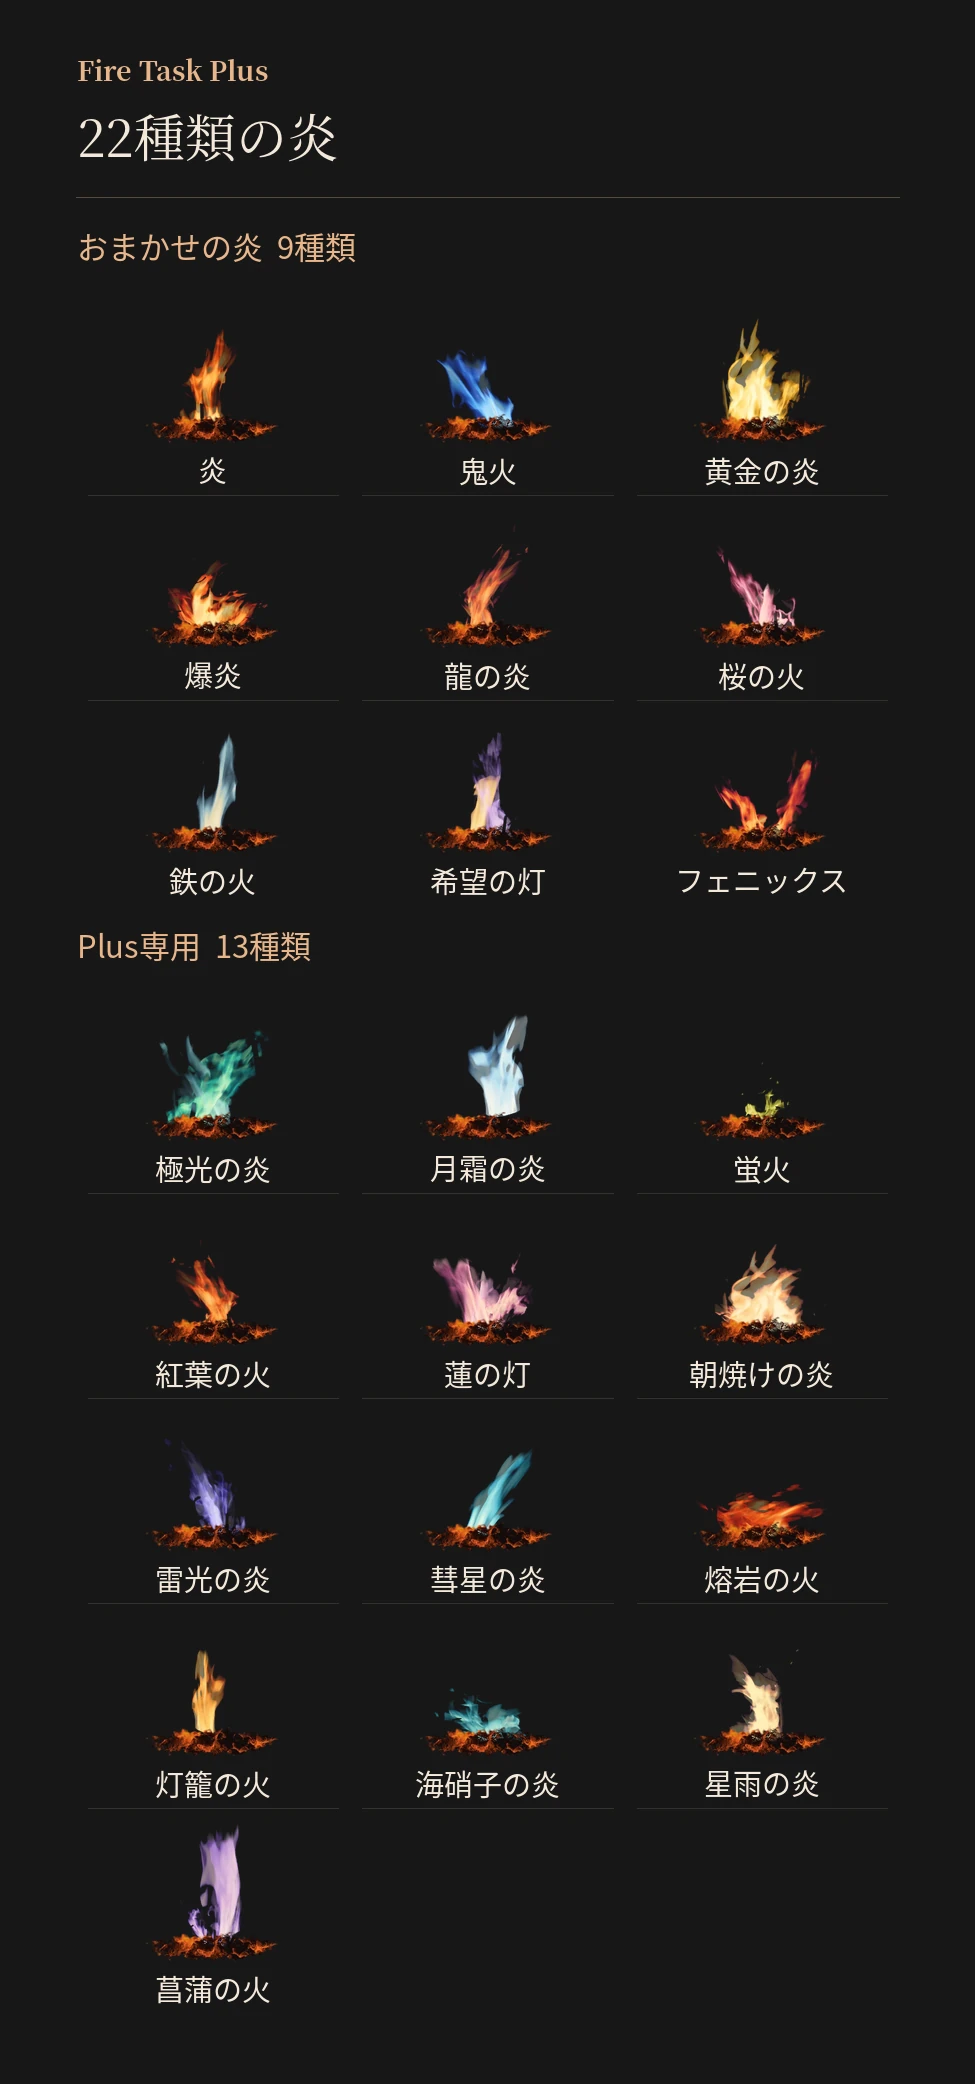 Fire Task Plus
22種類の炎
おまかせの炎 9種類
炎 鬼火 黄金の炎
爆炎 龍の炎 桜の火
鉄の火 希望の灯 フェニックス
Plus専用 13種類
極光の炎 月霜の炎 蛍火
紅葉の火 蓮の灯 朝焼けの炎
雷光の炎 彗星の炎 熔岩の火
灯籠の火 海硝子の炎 星雨の炎
菖蒲の火